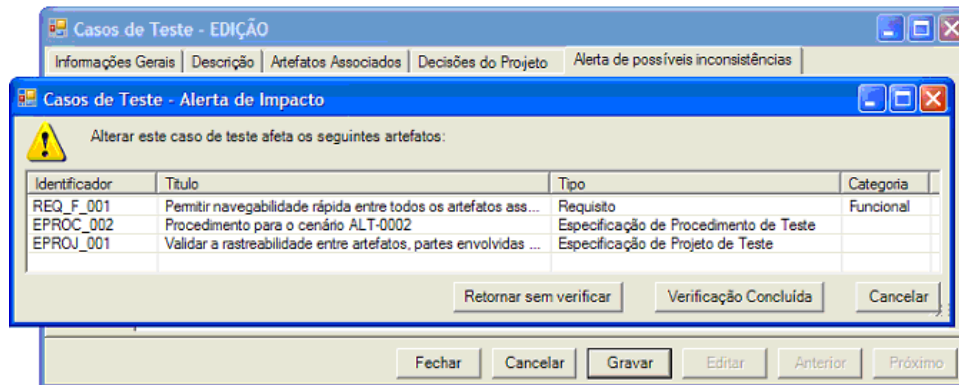 Casos de Teste - EDIÇÃO
Informações Gerais Descrição Artefatos Associados Decisões do Projeto Alerta de possíveis inconsistências
Casos de Teste - Alerta de Impacto
Alterar este caso de teste afeta os seguintes artefatos:
Identificador Título Tipo Categoria
REQ_F_001 Permitir navegabilidade rápida entre todos os artefatos ass... Requisito Funcional
EPROC_002 Procedimento para o cenário ALT-0002 Especificação de Procedimento de Teste
EPROJ_001 Validar a rastreabilidade entre artefatos, partes envolvidas ... Especificação de Projeto de Teste
Retornar sem verificar Verificação Concluída Cancelar
Fechar Cancelar Gravar Editar Anterior Próximo